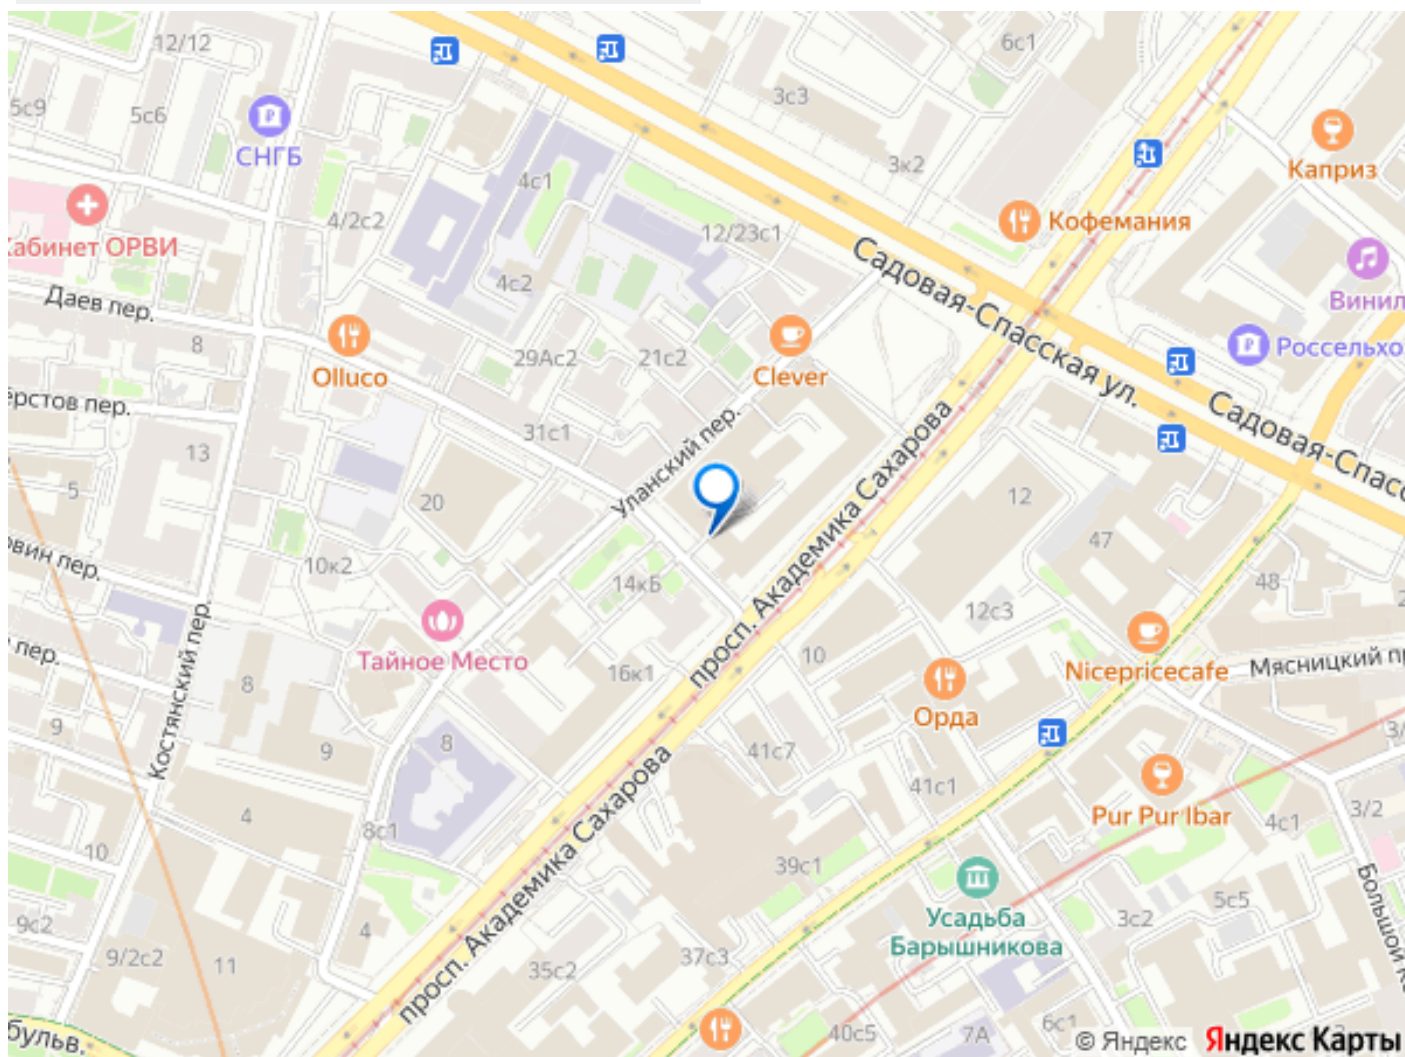 12/12
6с1
5с9
5с6
3с3
СНГБ
Каприз
3к2
4с1
Кабинет ОРВИ
4/2с2
12/23с1
Кофемания
Садовая-Спасская ул.
Винил
4с2
Даев пер.
8
29Ас2
21с2
Россельхо
Olluco
Clever
Садовая-Спасс
ёрстов пер.
31с1
Уланский пер.
13
просп. Академика Сахарова
5
20
12
47
овин пер.
10к2
14кБ
48
12с3
Костянский пер.
пер.
Тайное Место
16к1
10
Nicepricecafe
Мясницкий п
8
Орда
9
9
8
41с7
3/
41с1
4
8с1
Pur Pur Ibar
3/2
4с1
10
39с1
просп. Академика Сахарова
Большой К
9с2
4
Усадьба
Барышникова
3с2
5с5
9/2с2
11
35с2
37с3
бульв.
40с5
7А
6с1
© Яндекс Яндекс Карты